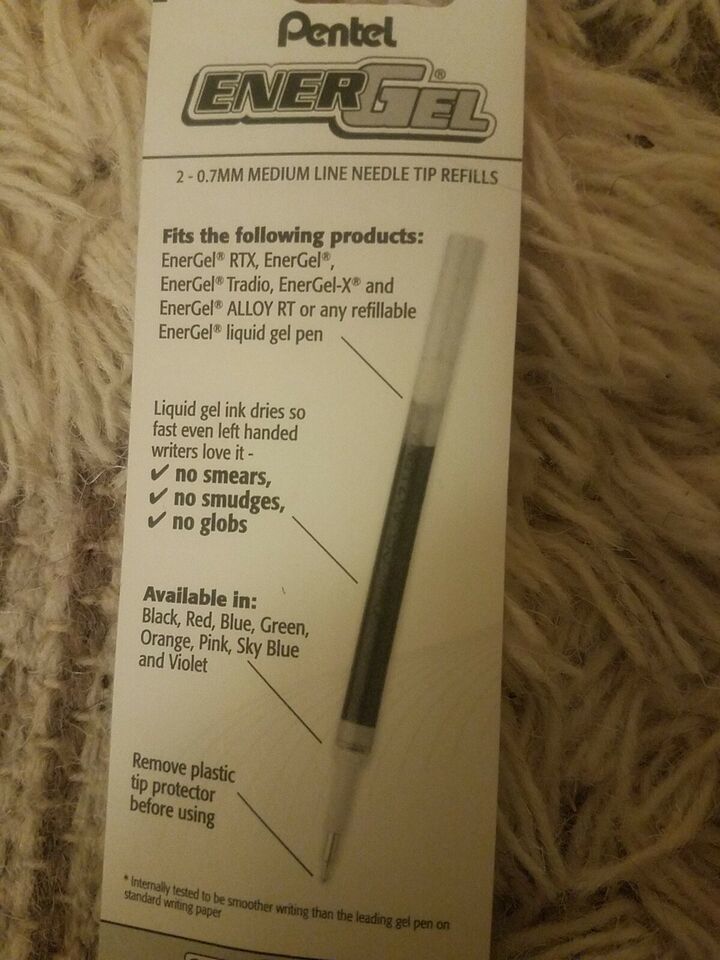 Pentel
ENERGEL®
2 - 0.7MM MEDIUM LINE NEEDLE TIP REFILLS
Fits the following products:
EnerGel® RTX, EnerGel®,
EnerGel® Tradio, EnerGel-X® and
EnerGel® ALLOY RT or any refillable
EnerGel® liquid gel pen
Liquid gel ink dries so
fast even left handed
writers love it -
✔ no smears,
✔ no smudges,
✔ no globs
Available in:
Black, Red, Blue, Green,
Orange, Pink, Sky Blue
and Violet
Remove plastic
tip protector
before using
* Internally tested to be smoother writing than the leading gel pen on
standard writing paper